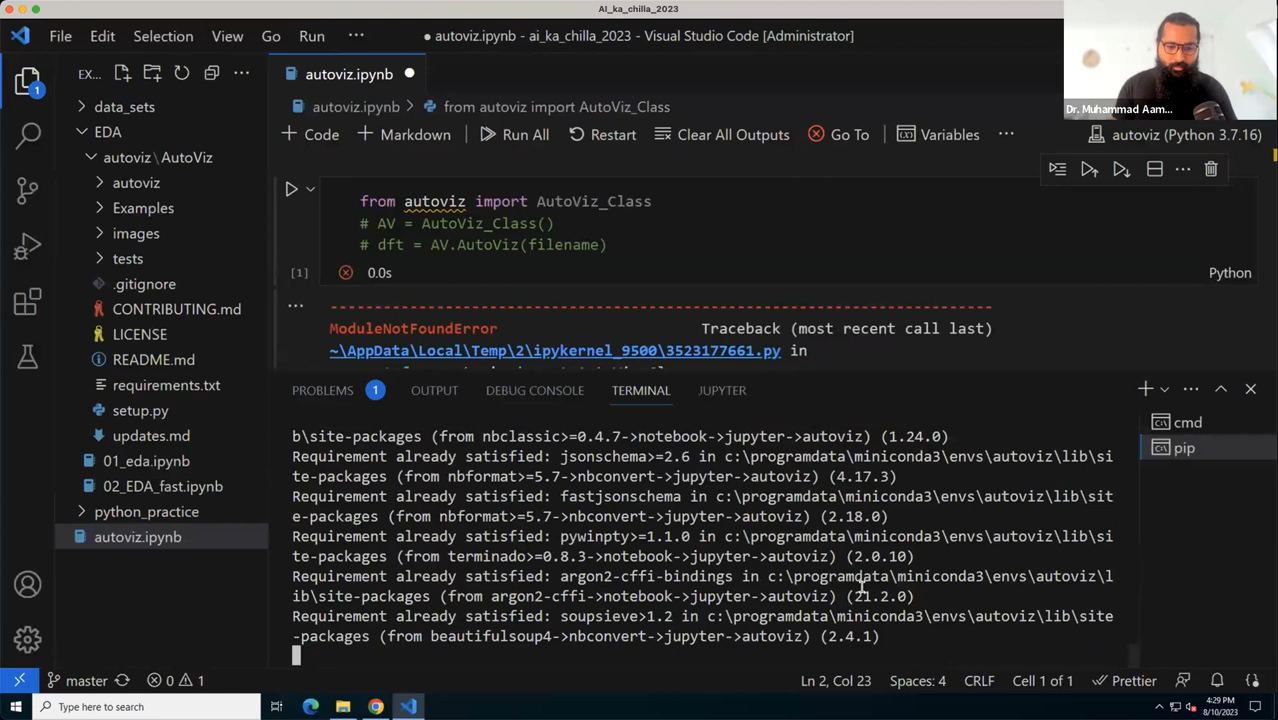 AI_ka_chilla_2023
File Edit Selection View Go Run ··· ● autoviz.ipynb - ai_ka_chilla_2023 - Visual Studio Code [Administrator]
Dr. Muhammad Aam...
EX... ···
autoviz.ipynb
1
data_sets
EDA
autoviz\AutoViz
autoviz
Examples
images
tests
.gitignore
CONTRIBUTING.md
LICENSE
README.md
requirements.txt
setup.py
updates.md
01_eda.ipynb
02_EDA_fast.ipynb
python_practice
autoviz.ipynb
autoviz.ipynb > from autoviz import AutoViz_Class
+ Code + Markdown Run All Restart Clear All Outputs Go To Variables ··· autoviz (Python 3.7.16)
from autoviz import AutoViz_Class
# AV = AutoViz_Class()
# dft = AV.AutoViz(filename)
[1] 0.0s Python
···
---------------------------------------------------------------------------
ModuleNotFoundError Traceback (most recent call last)
~\AppData\Local\Temp\2\ipykernel_9500\3523177661.py in
PROBLEMS 1 OUTPUT DEBUG CONSOLE TERMINAL JUPYTER
cmd
pip
b\site-packages (from nbclassic>=0.4.7->notebook->jupyter->autoviz) (1.24.0)
Requirement already satisfied: jsonschema>=2.6 in c:\programdata\miniconda3\envs\autoviz\lib\si
te-packages (from nbformat>=5.7->nbconvert->jupyter->autoviz) (4.17.3)
Requirement already satisfied: fastjsonschema in c:\programdata\miniconda3\envs\autoviz\lib\sit
e-packages (from nbformat>=5.7->nbconvert->jupyter->autoviz) (2.18.0)
Requirement already satisfied: pywinpty>=1.1.0 in c:\programdata\miniconda3\envs\autoviz\lib\si
te-packages (from terminado>=0.8.3->notebook->jupyter->autoviz) (2.0.10)
Requirement already satisfied: argon2-cffi-bindings in c:\programdata\miniconda3\envs\autoviz\l
ib\site-packages (from argon2-cffi->notebook->jupyter->autoviz) (21.2.0)
Requirement already satisfied: soupsieve>1.2 in c:\programdata\miniconda3\envs\autoviz\lib\site
-packages (from beautifulsoup4->nbconvert->jupyter->autoviz) (2.4.1)
master 0 1 Ln 2, Col 23 Spaces: 4 CRLF Cell 1 of 1 Prettier
Type here to search
4:29 PM
8/10/2023